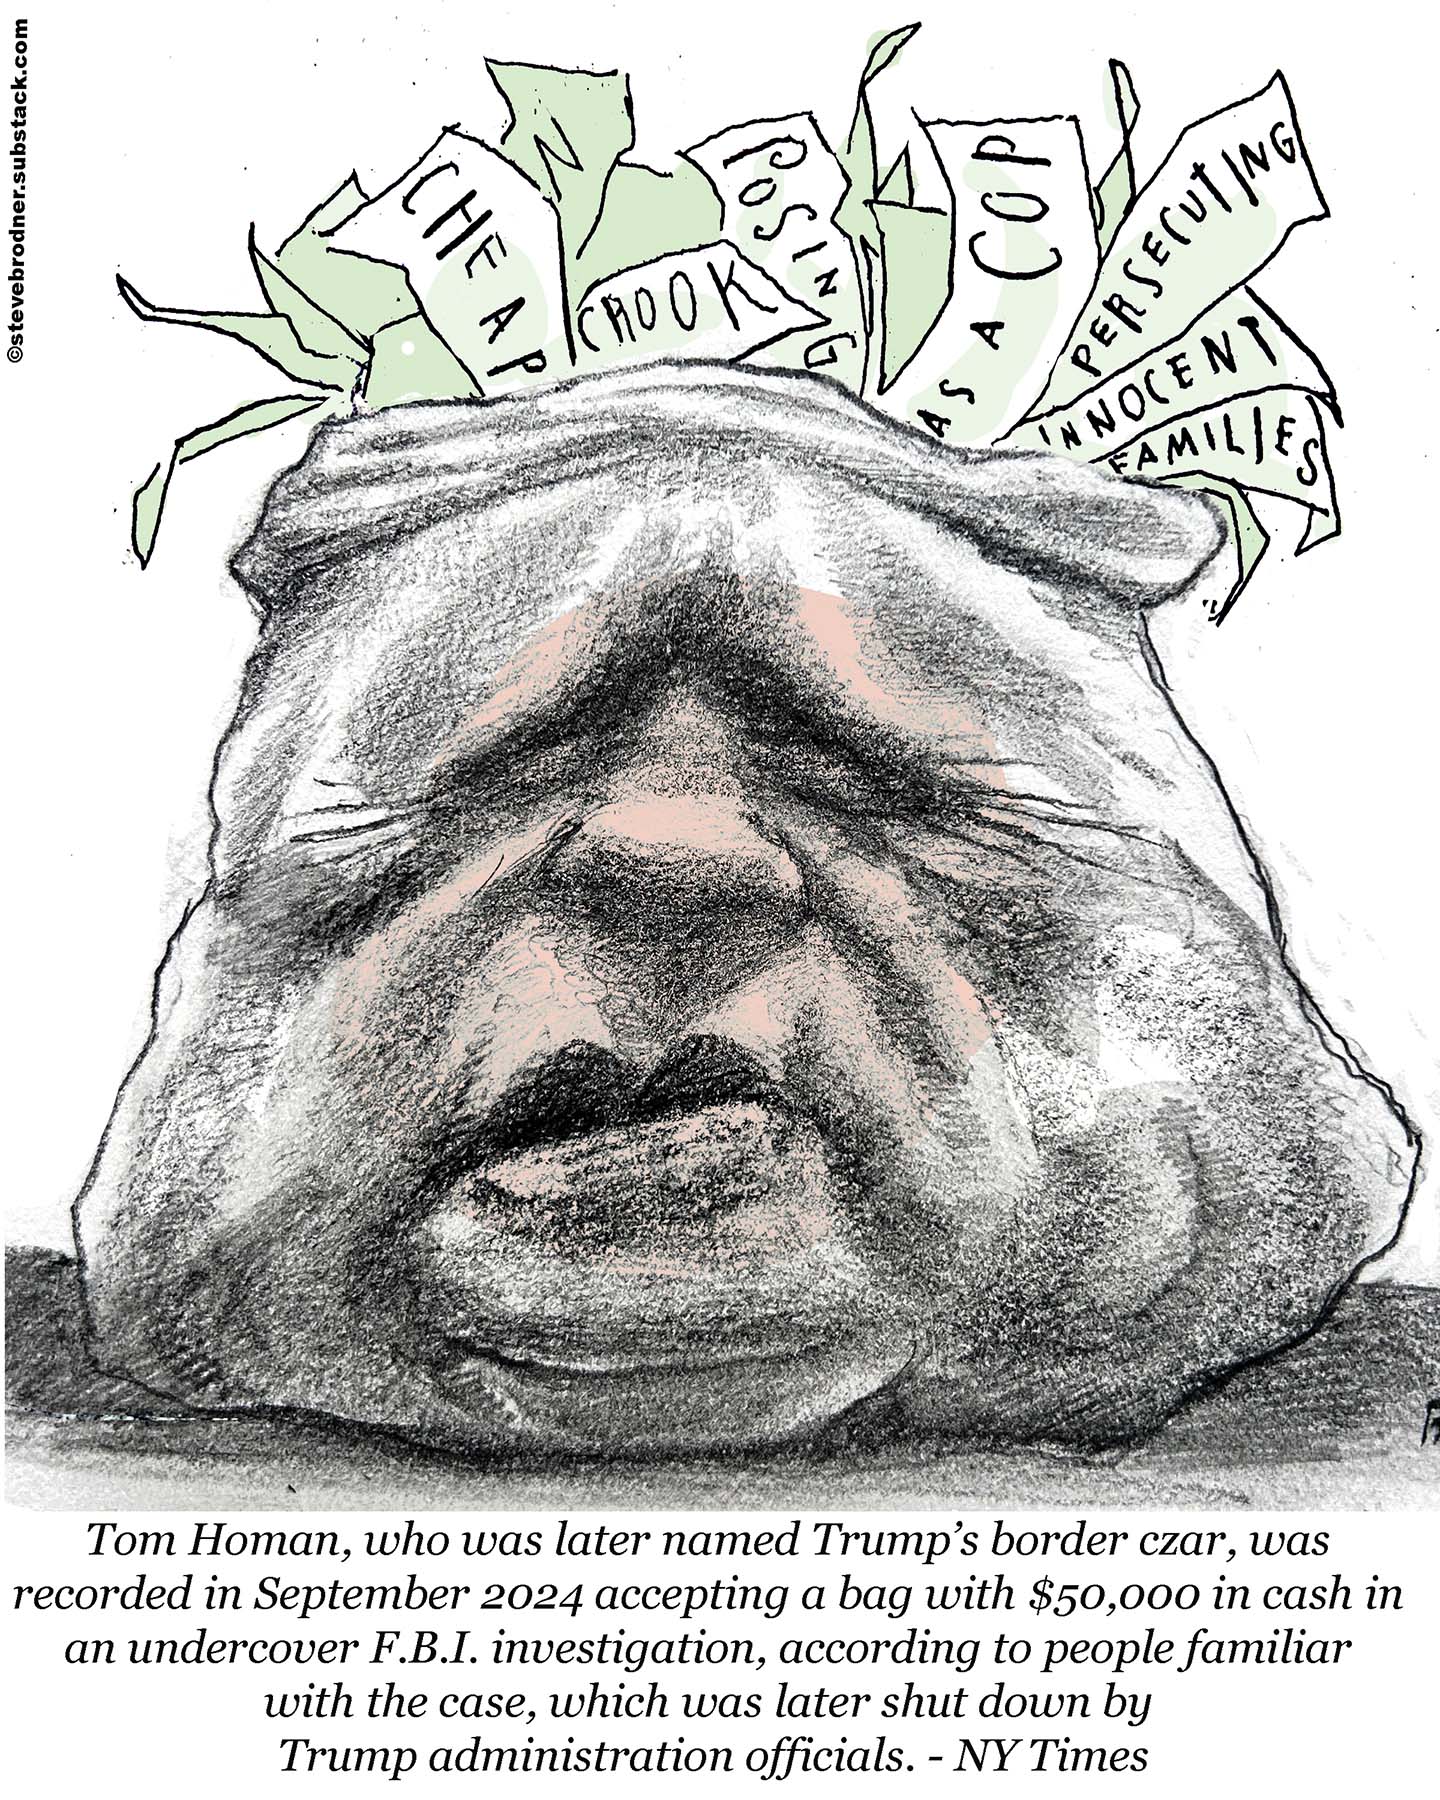 ©stevebrodner.substack.com
CHEAP
CROOK
POSING
AS A COP
PERSECUTING
INNOCENT
FAMILIES
Tom Homan, who was later named Trump’s border czar, was
recorded in September 2024 accepting a bag with $50,000 in cash in
an undercover F.B.I. investigation, according to people familiar
with the case, which was later shut down by
Trump administration officials. - NY Times